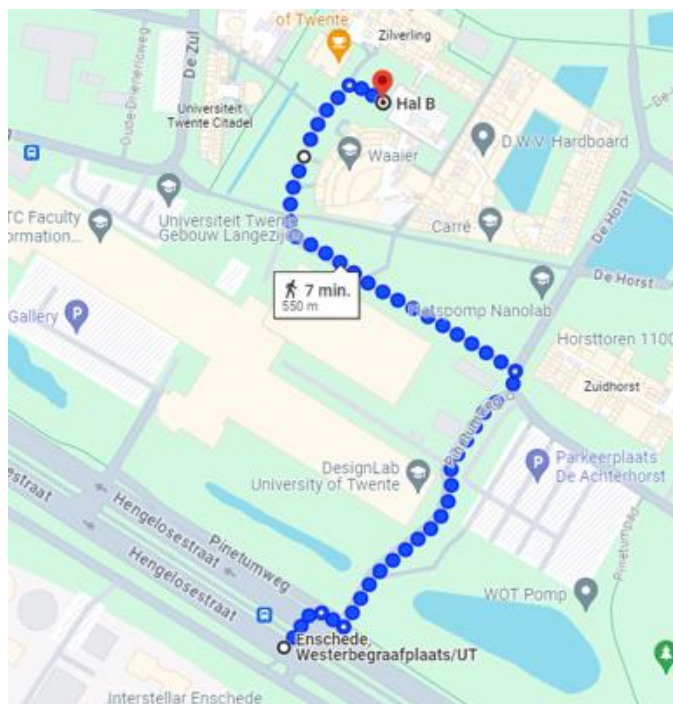 of Twente
Zilverling
De Zul
Oude Drienerloweg
Hal B
Universiteit
Twente Citadel
D.W.V. Hardboard
Waaier
De Horst
TC Faculty
ormation...
Universiteit Twente
Gebouw Langezij
Carré
De Horst
7 min.
550 m
Nanolab
Gallery
P
Horsttoren 1100
Zuidhorst
Pinetumweg
Parkeerplaats
De Achterhorst
P
DesignLab
University of Twente
Hengelosestraat
Pinetumweg
Hengelosestraat
Pinetumpad
WOT Pomp
Enschede,
Westerbegraafplaats/UT
Interstellar Enschede